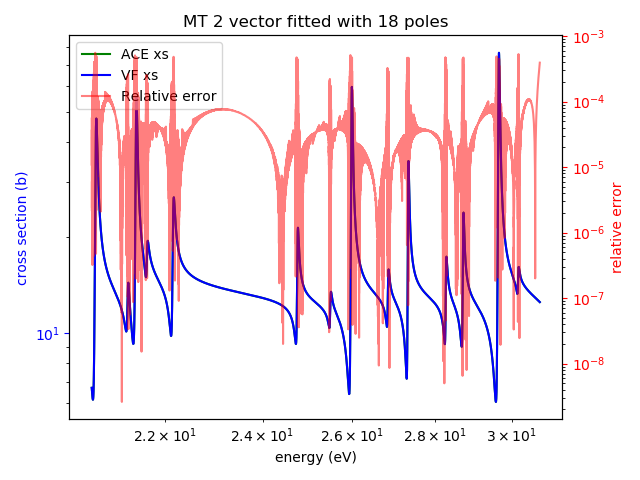 MT 2 vector fitted with 18 poles
ACE xs
VF xs
Relative error
cross section (b)
10¹
10⁻³
10⁻⁴
10⁻⁵
10⁻⁶
10⁻⁷
10⁻⁸
relative error
2.2 × 10¹ 2.4 × 10¹ 2.6 × 10¹ 2.8 × 10¹ 3 × 10¹
energy (eV)